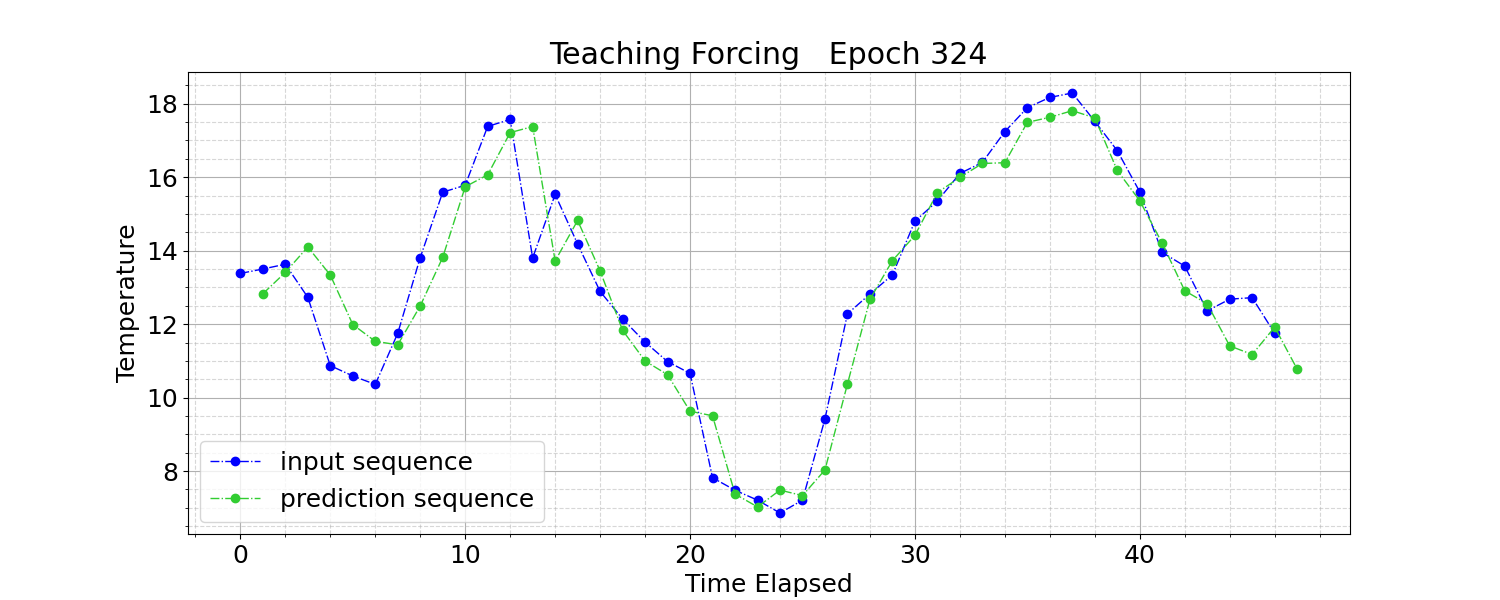 Teaching Forcing   Epoch 324
Temperature
18
16
14
12
10
8
input sequence
prediction sequence
0 10 20 30 40
Time Elapsed